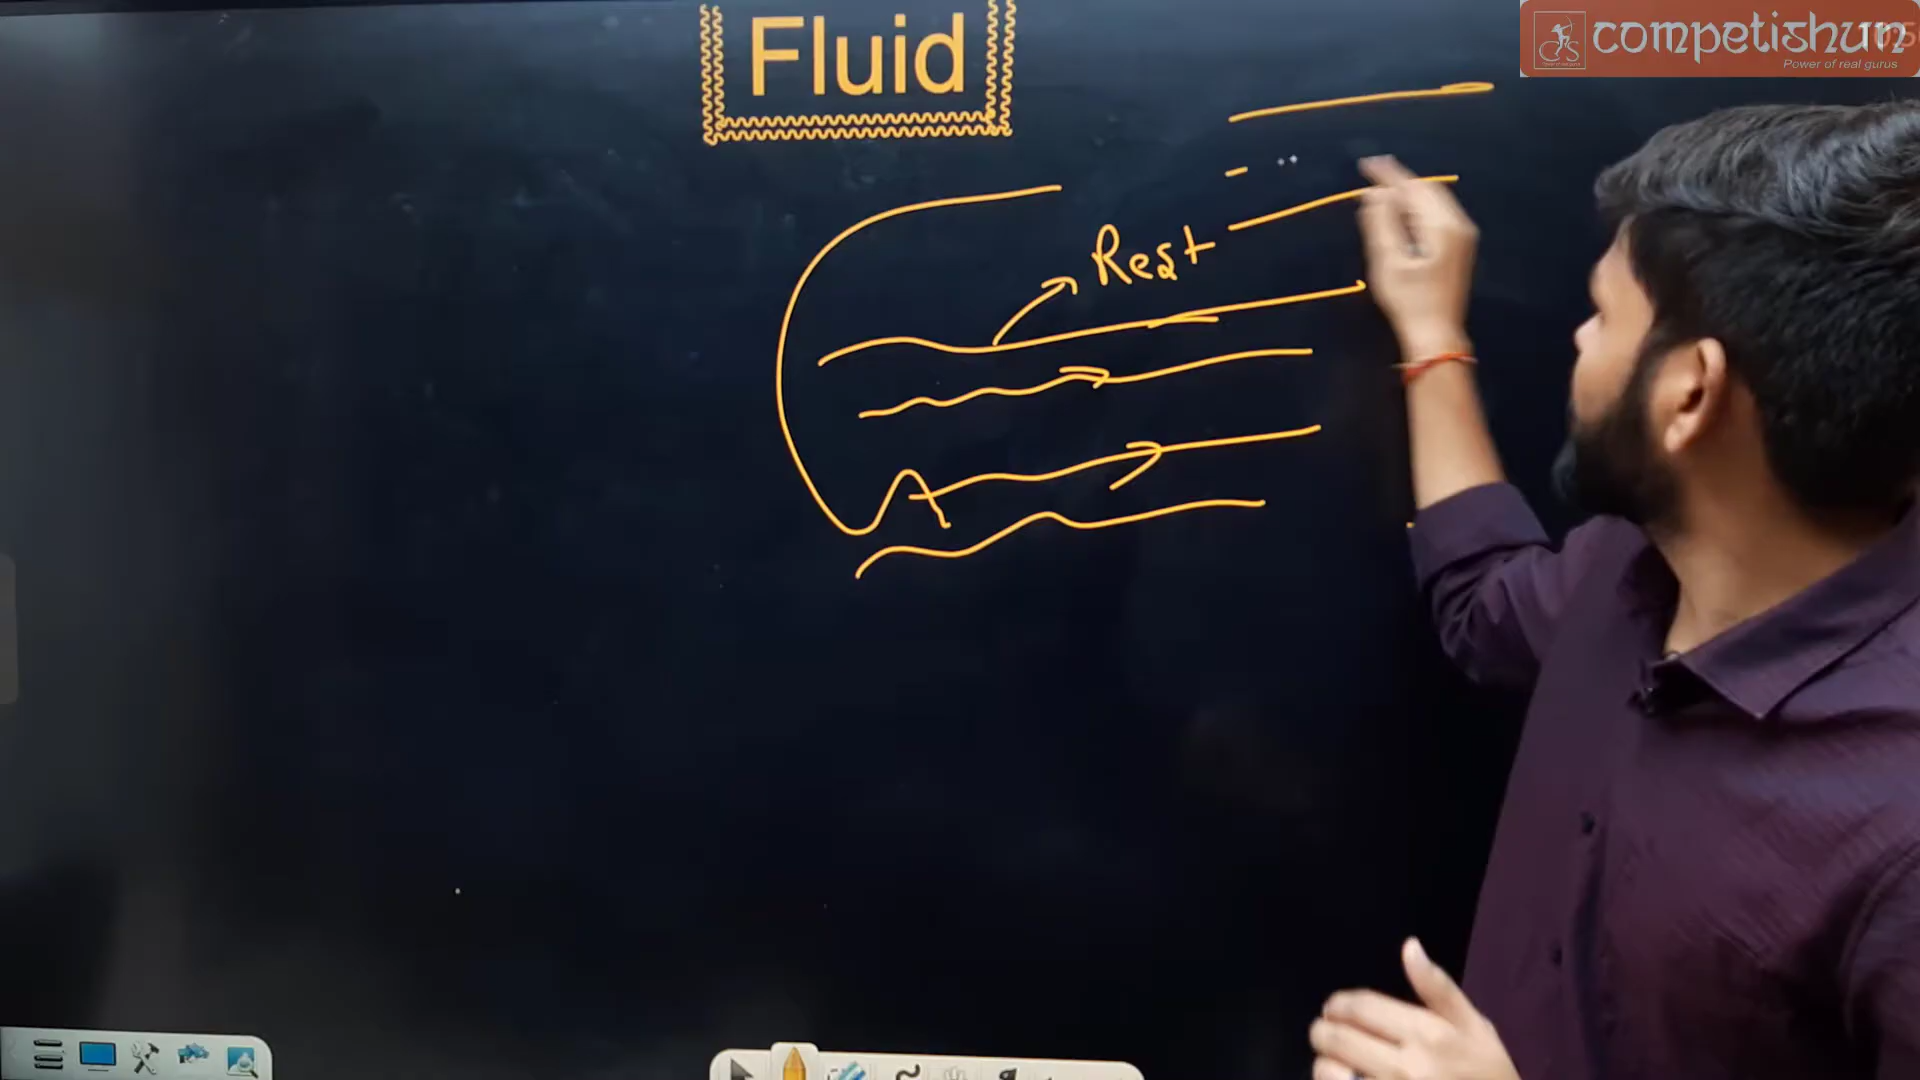 Fluid
competishun
Power of real gurus
Rest